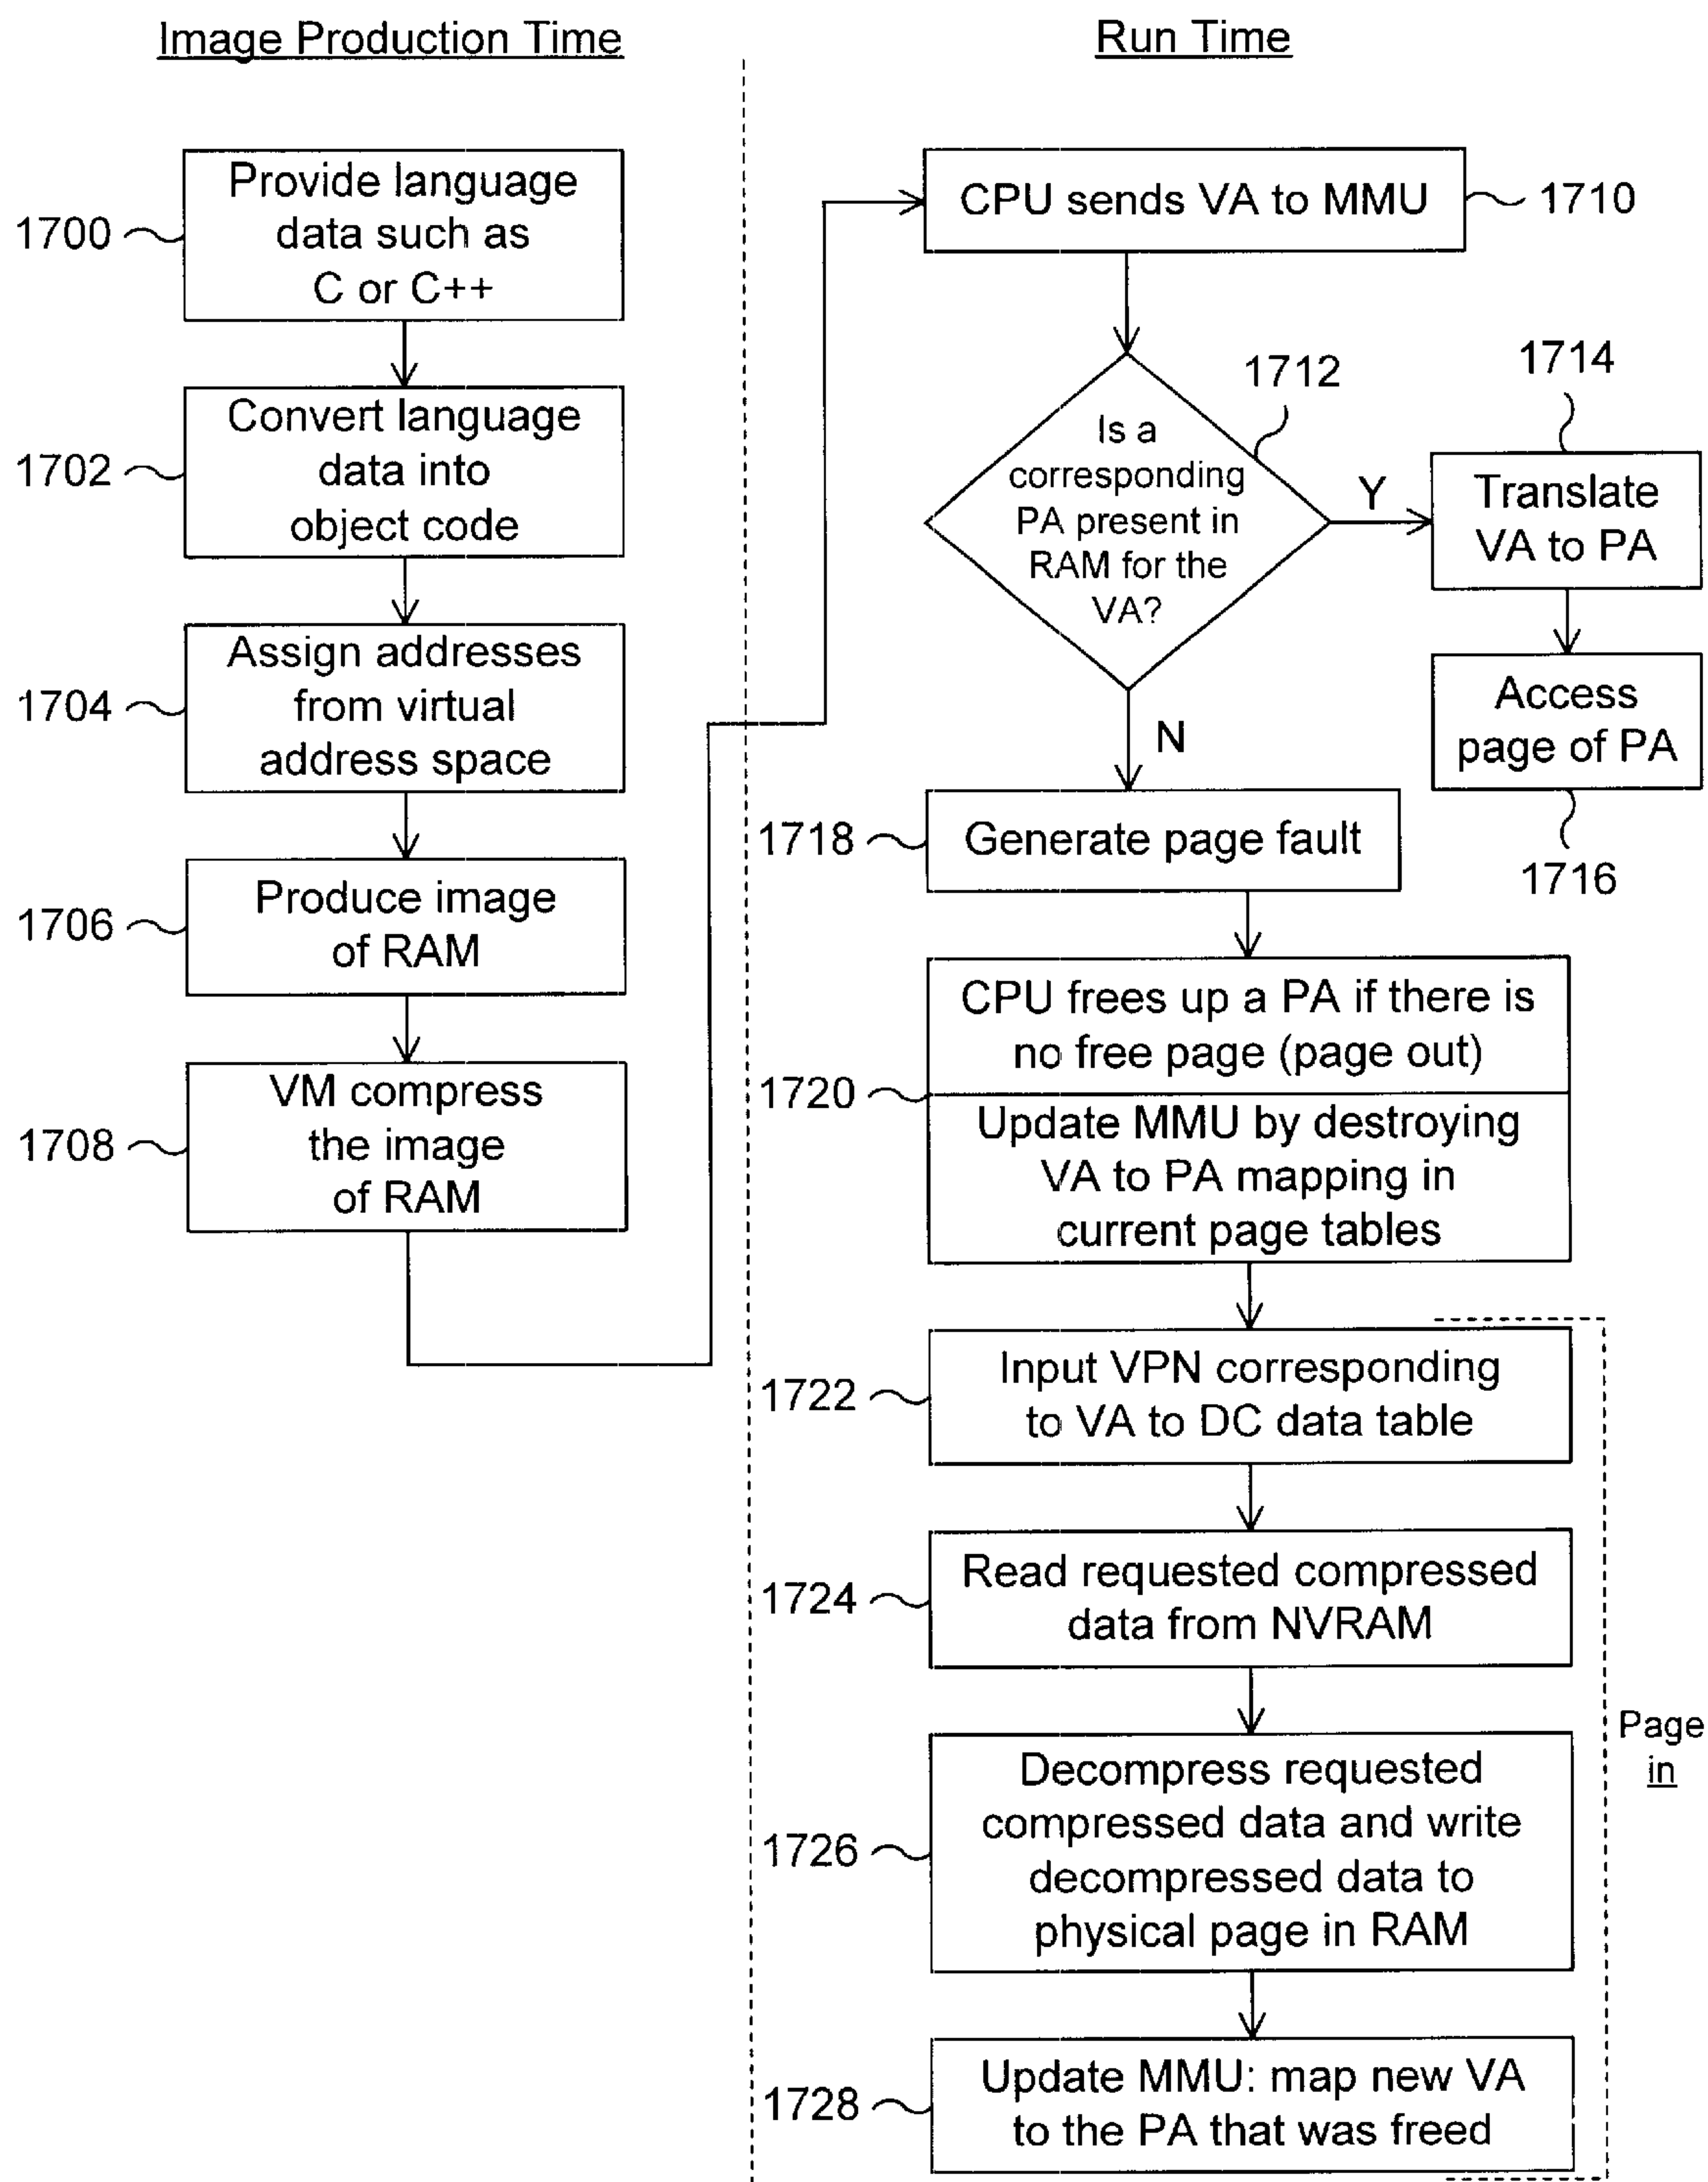 Image Production Time
1700
Provide language
data such as
C or C++
1702
Convert language
data into
object code
1704
Assign addresses
from virtual
address space
1706
Produce image
of RAM
1708
VM compress
the image
of RAM
Run Time
CPU sends VA to MMU
1710
1712
Is a
corresponding
PA present in
RAM for the
VA?
Y
N
1714
Translate
VA to PA
Access
page of PA
1716
1718
Generate page fault
1720
CPU frees up a PA if there is
no free page (page out)
Update MMU by destroying
VA to PA mapping in
current page tables
1722
Input VPN corresponding
to VA to DC data table
1724
Read requested compressed
data from NVRAM
1726
Decompress requested
compressed data and write
decompressed data to
physical page in RAM
1728
Update MMU: map new VA
to the PA that was freed
Page
in